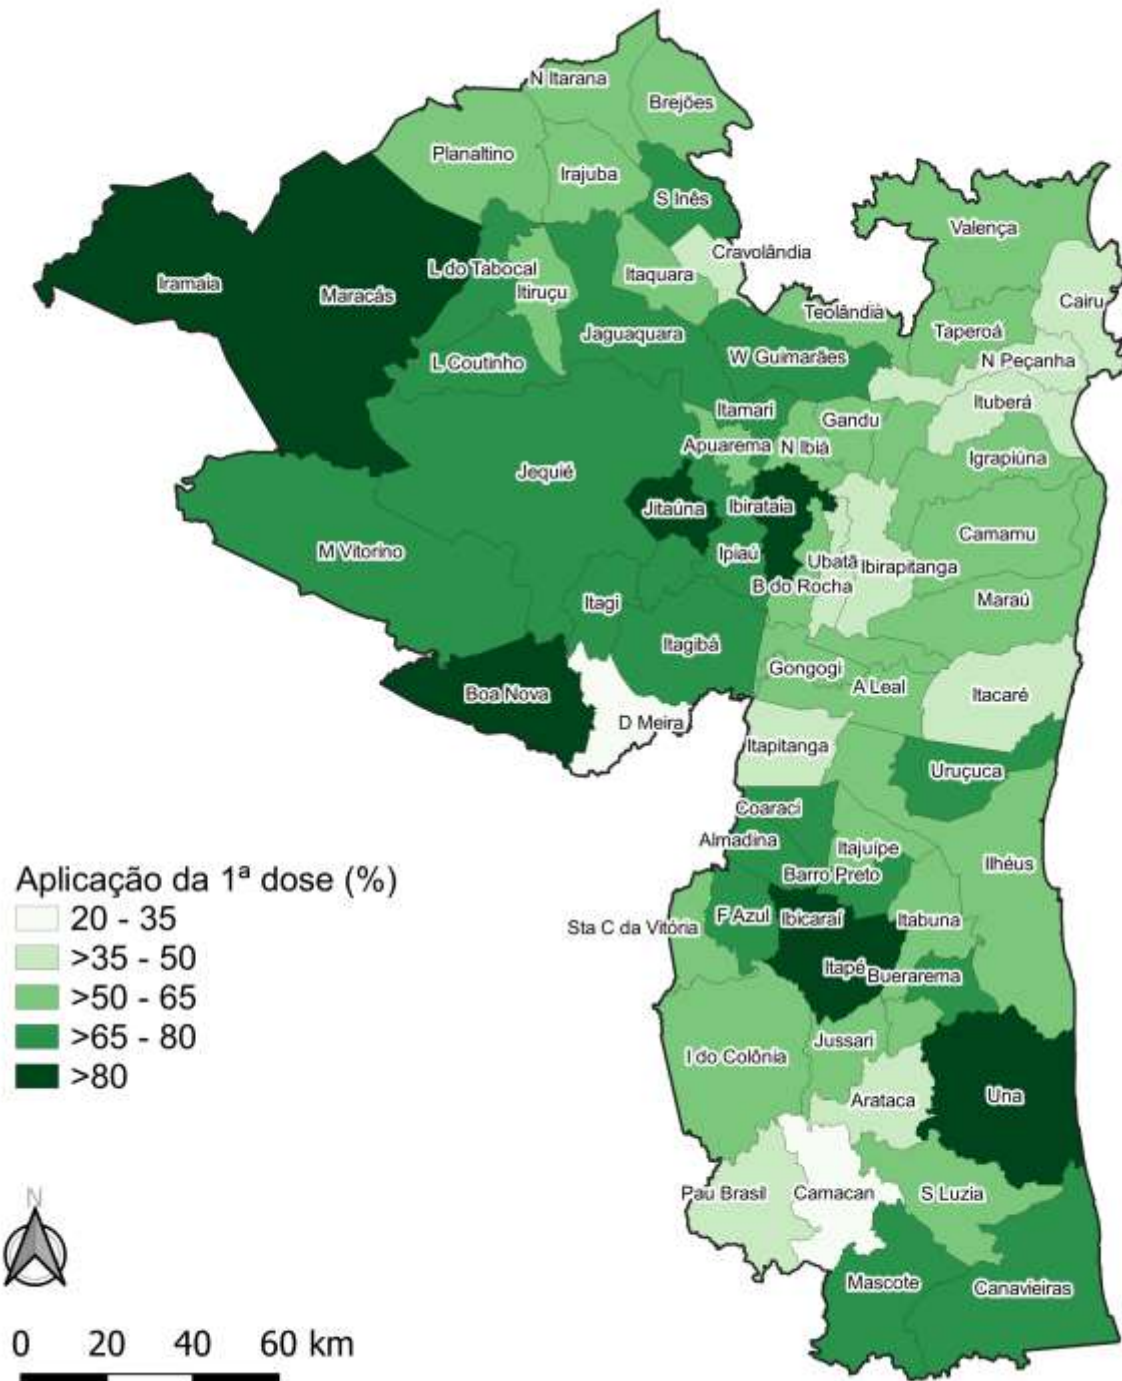 N Itarana
Brejões
Planaltino
Irajuba
S Inês
Valença
Cravolândia
L do Tabocal
Itaquara
Iramaia
Maracás
Itiruçu
Cairu
Teolândia
Taperoá
Jaguaquara
W Guimarães
N Peçanha
L Coutinho
Ituberá
Itamari
Gandu
Apuarema
N Ibiá
Igrapiúna
Jequié
Jitaúna
Ibirataia
Camamu
M Vitorino
Ipiaú
Ubatã
Ibirapitanga
B do Rocha
Itagi
Maraú
Itagibá
Gongogi
A Leal
Boa Nova
Itacaré
D Meira
Itapitanga
Uruçuca
Coaraci
Almadina
Itajuípe
Ilhéus
Barro Preto
Aplicação da 1ª dose (%)
20 - 35
>35 - 50
>50 - 65
>65 - 80
>80
Sta C da Vitória
F Azul
Ibicaraí
Itabuna
Itapé
Buerarema
I do Colônia
Jussari
Arataca
Una
Pau Brasil
Camacan
S Luzia
Mascote
Canavieiras
N
0 20 40 60 km